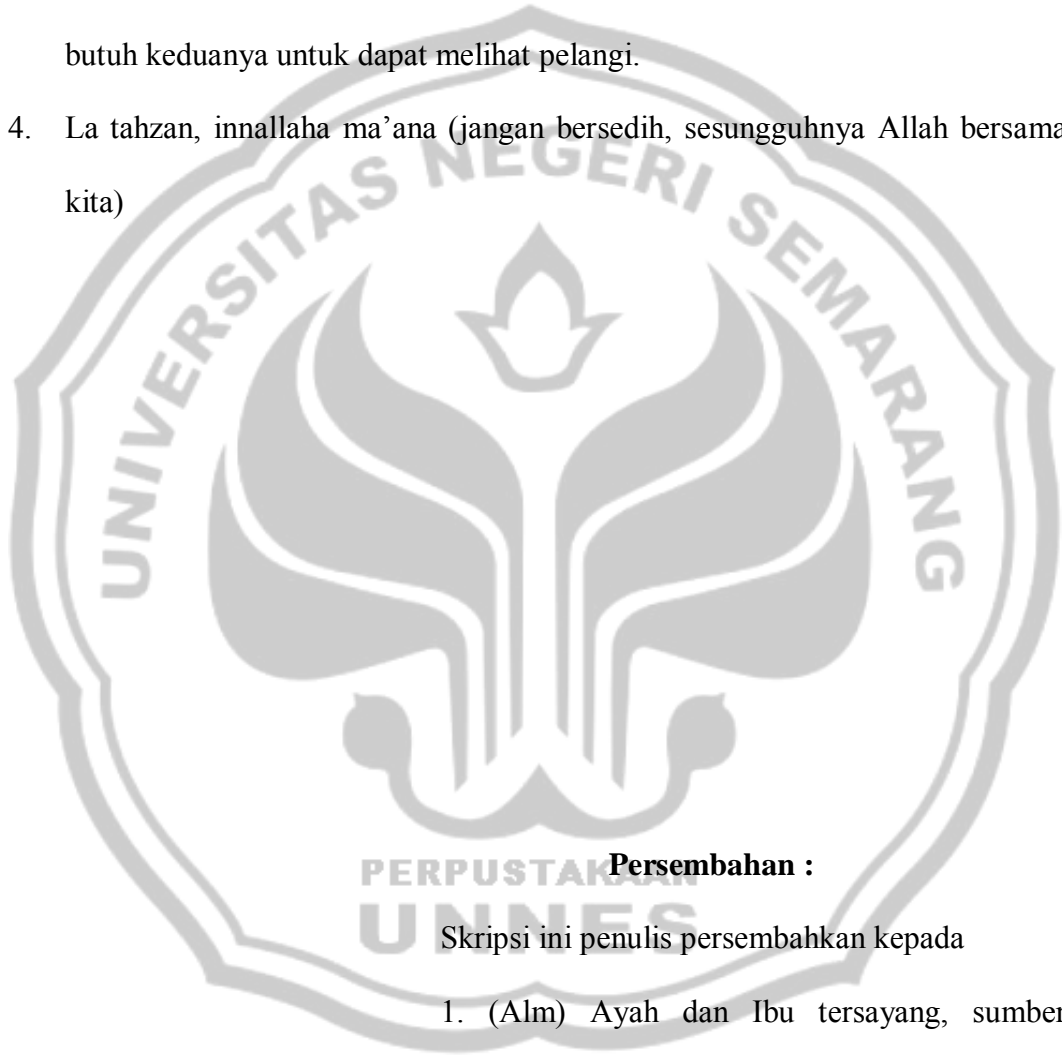 butuh keduanya untuk dapat melihat pelangi.
4. La tahzan, innallaha ma’ana (jangan bersedih, sesungguhnya Allah bersama
kita)
UNIVERSITAS NEGERI SEMARANG
PERPUSTAKAAN
UNNES
Persembahan :
Skripsi ini penulis persembahkan kepada
1. (Alm) Ayah dan Ibu tersayang, sumber